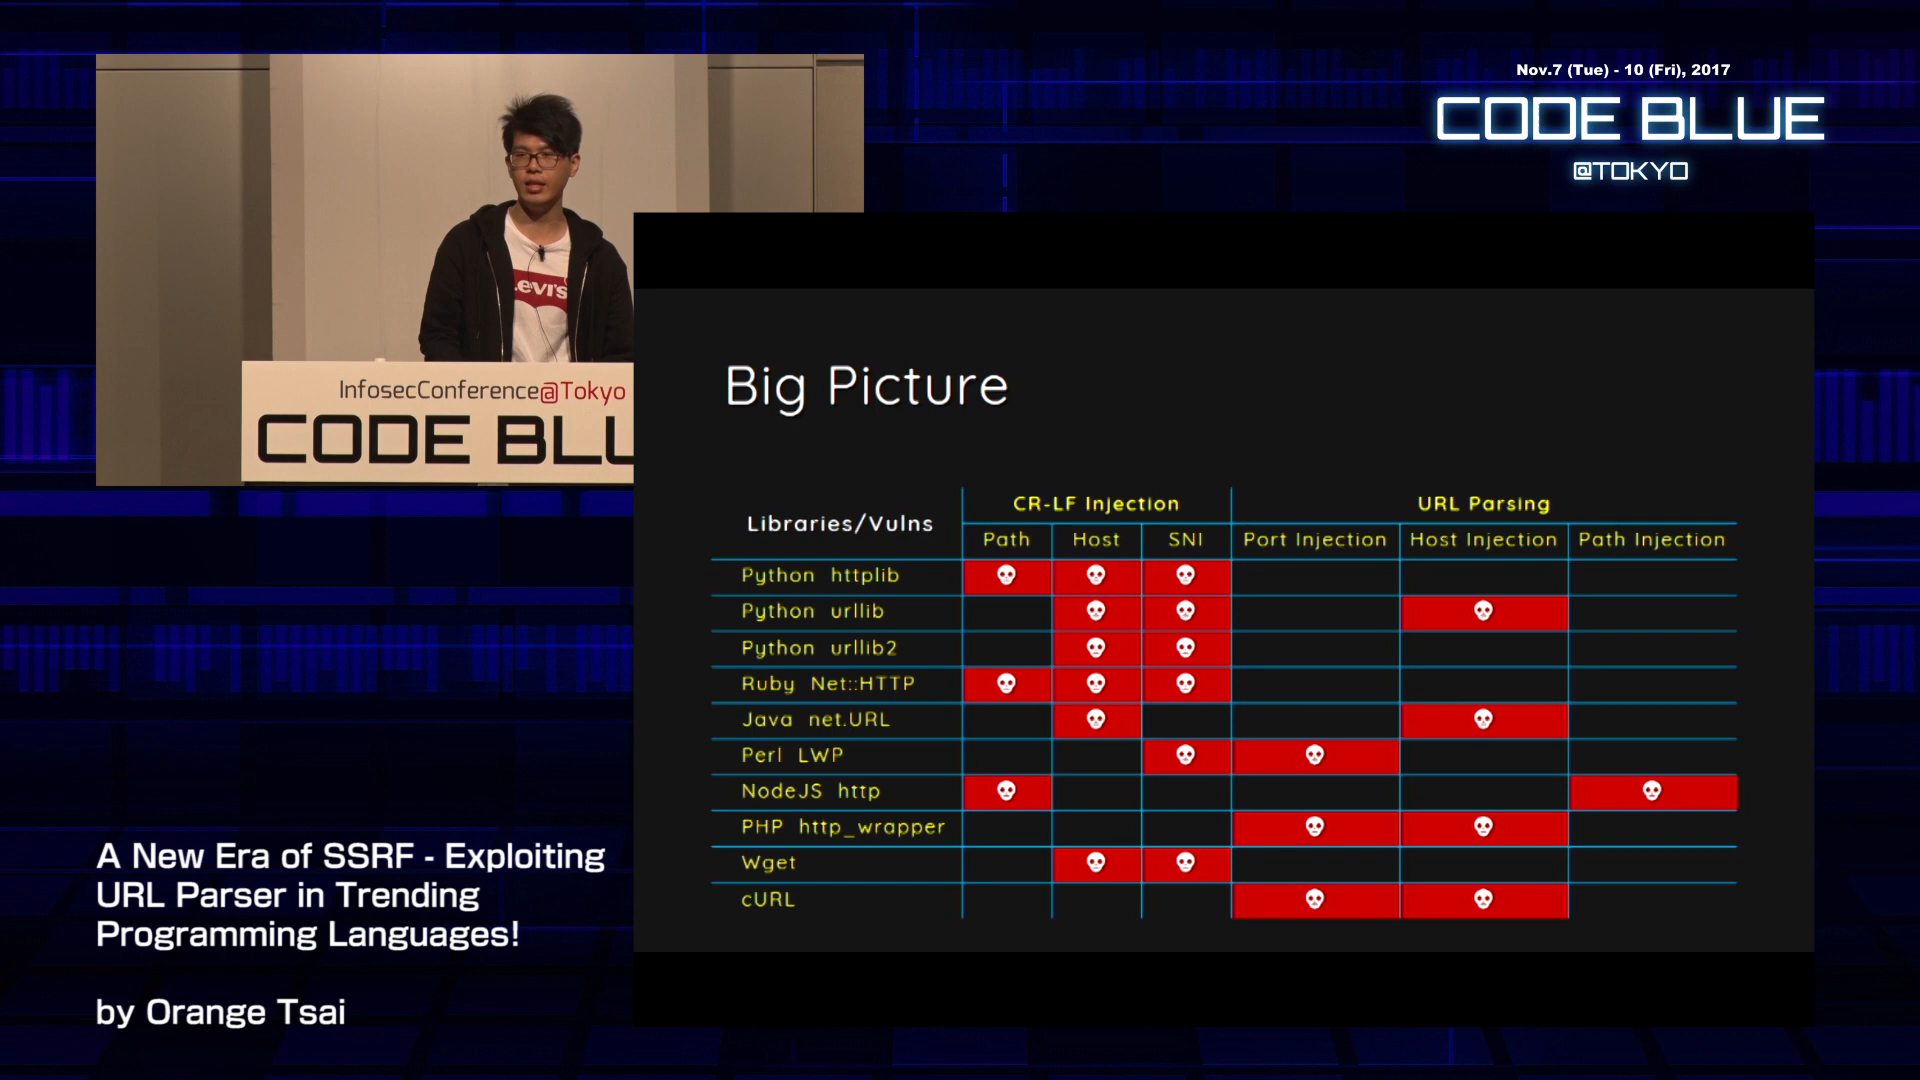 Nov.7 (Tue) - 10 (Fri), 2017
CODE BLUE
@TOKYO
Levi's
InfosecConference@Tokyo
CODE BLU
Big Picture
Libraries/Vulns
CR-LF Injection
URL Parsing
Path Host SNI Port Injection Host Injection Path Injection
Python httplib
Python urllib
Python urllib2
Ruby Net::HTTP
Java net.URL
Perl LWP
NodeJS http
PHP http_wrapper
Wget
cURL
A New Era of SSRF - Exploiting
URL Parser in Trending
Programming Languages!
by Orange Tsai